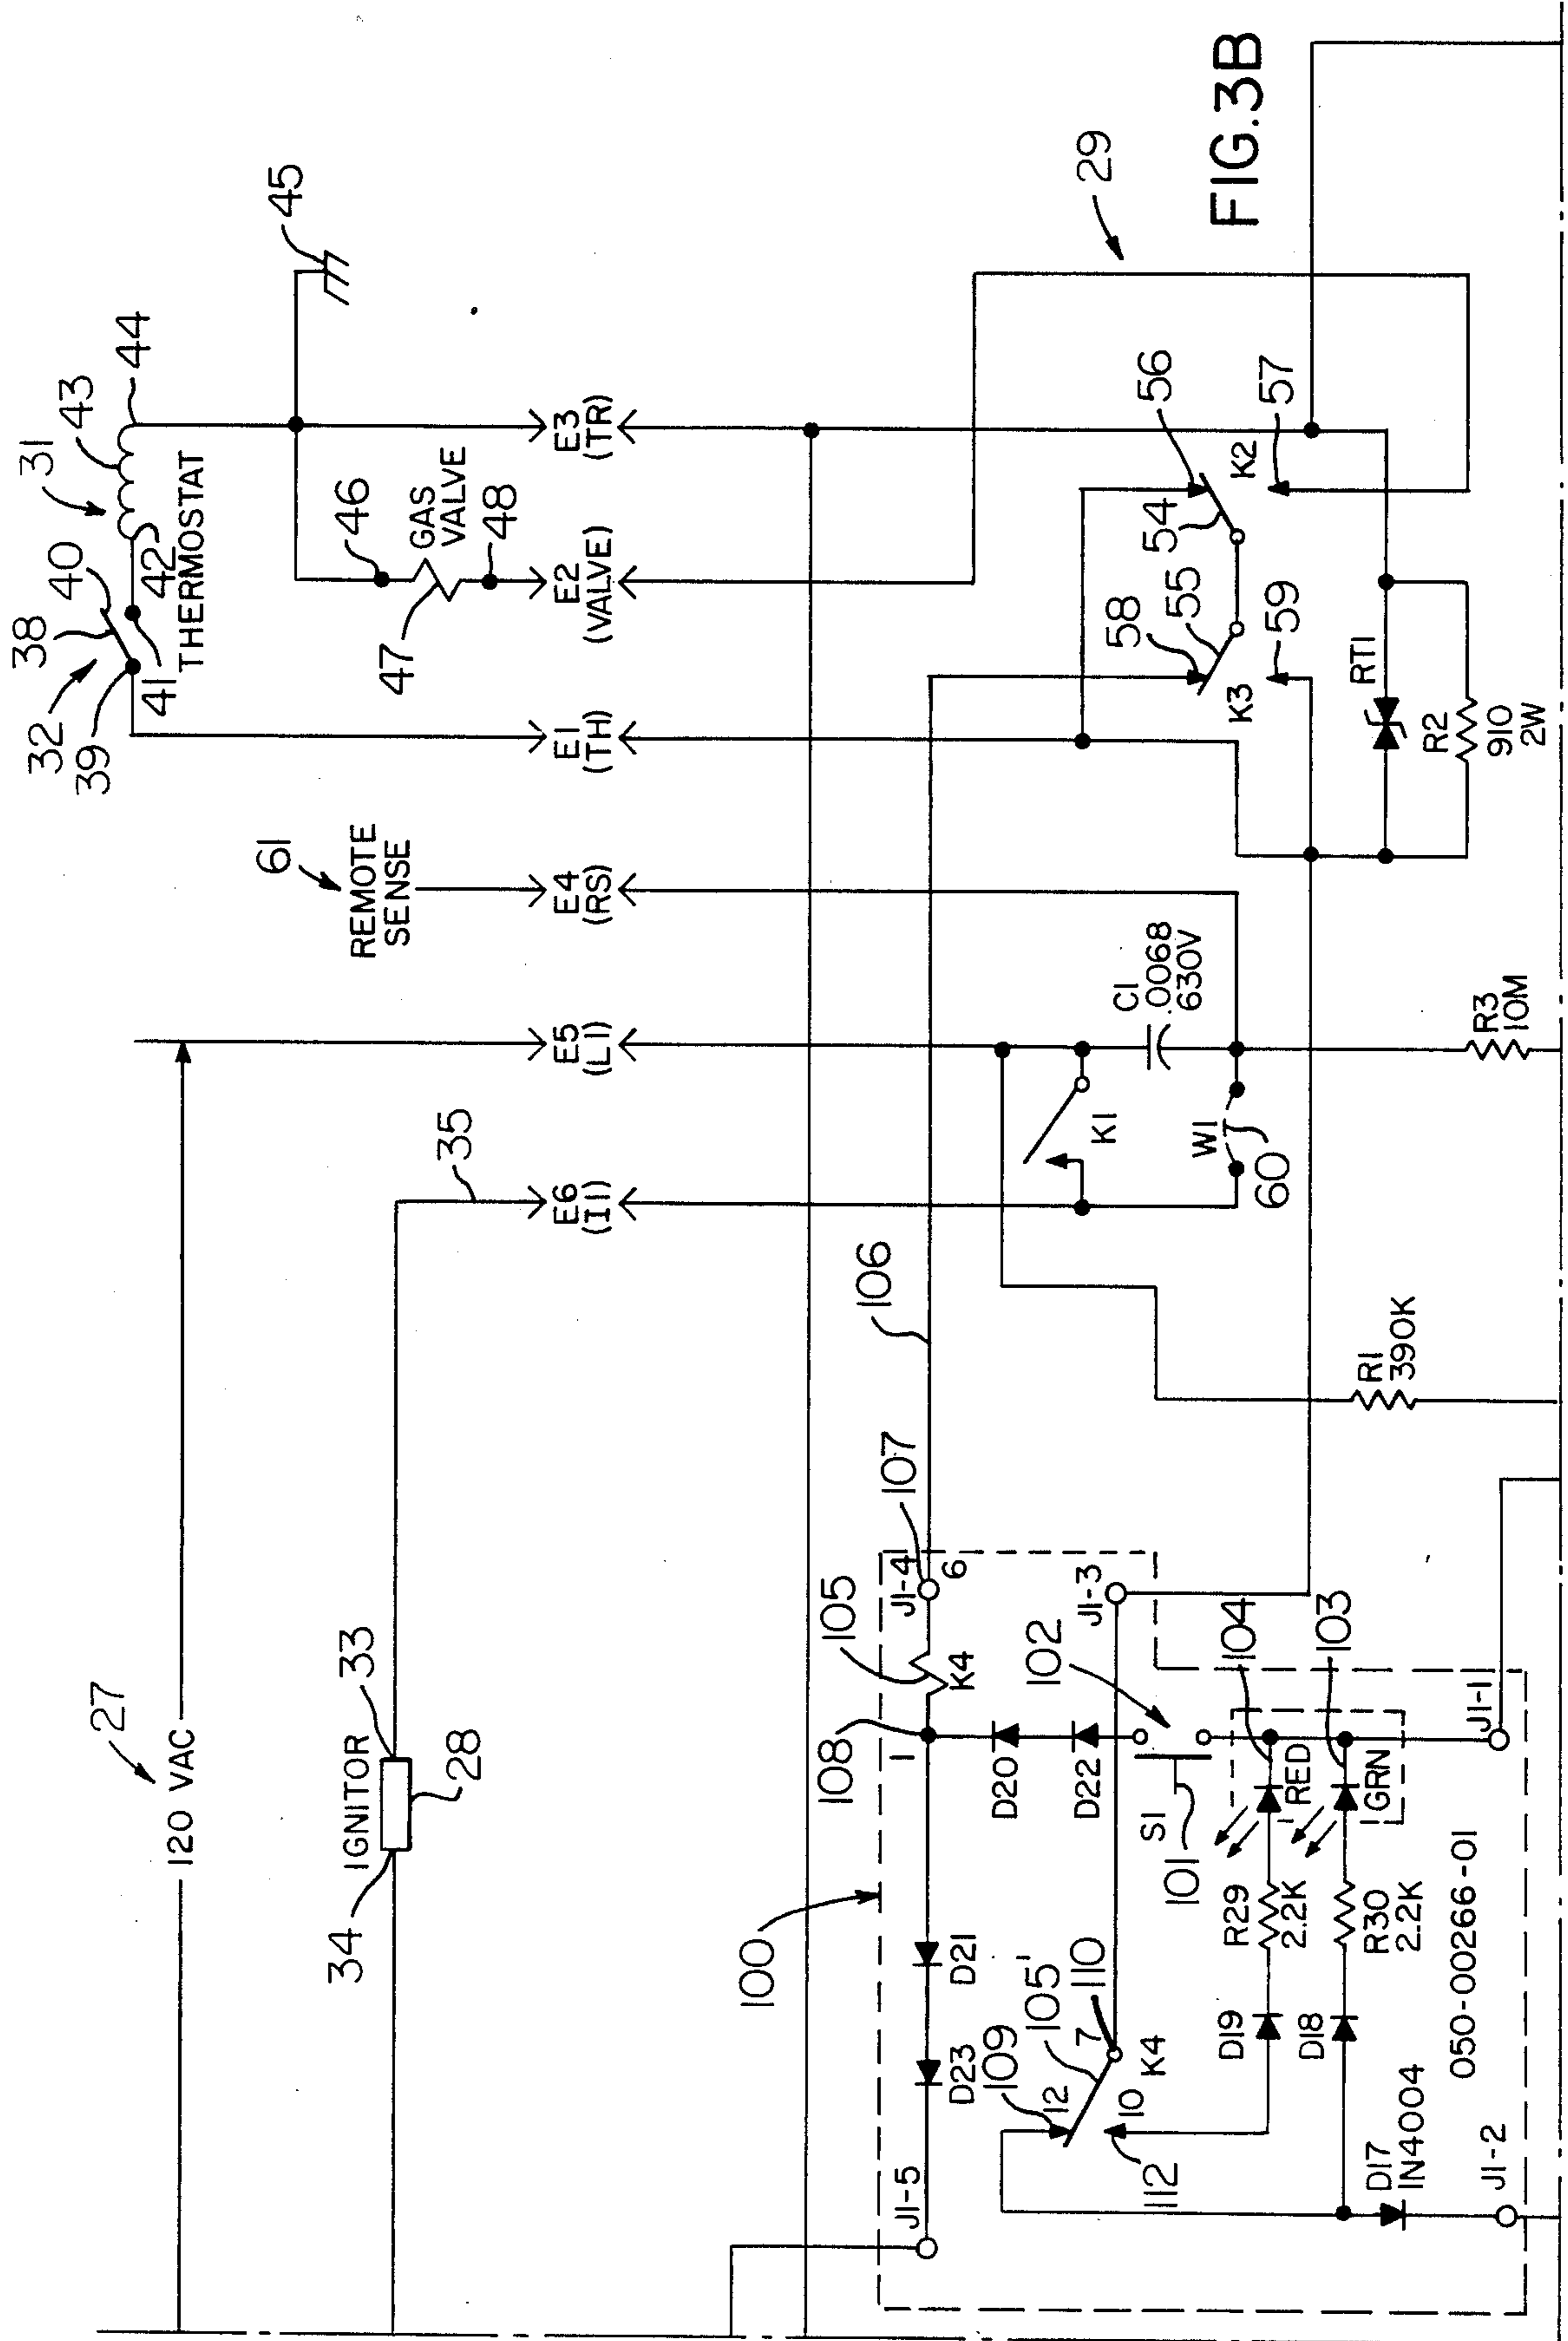 27
120 VAC
IGNITOR
33
34
28
35
61
REMOTE
SENSE
32
38
40
31
43
44
39
41
42
THERMOSTAT
45
46
GAS
VALVE
47
48
E6
(I1)
E5
(L1)
E4
(RS)
E1
(TH)
E2
(VALVE)
E3
(TR)
29
FIG.3B
100
J1-5
D23
D21
108
1
105
K4
J1-4
6
107
106
109
12
105'
7
110
K4
10
112
D20
D22
S1
101
102
J1-3
104
103
RED
GRN
R29
2.2K
R30
2.2K
D19
D18
D17
1N4004
J1-2
J1-1
050-00266-01
R1
390K
K1
W1
60
C1
.0068
630V
R3
10M
58
55
54
56
K3
59
K2
57
RT1
R2
910
2W